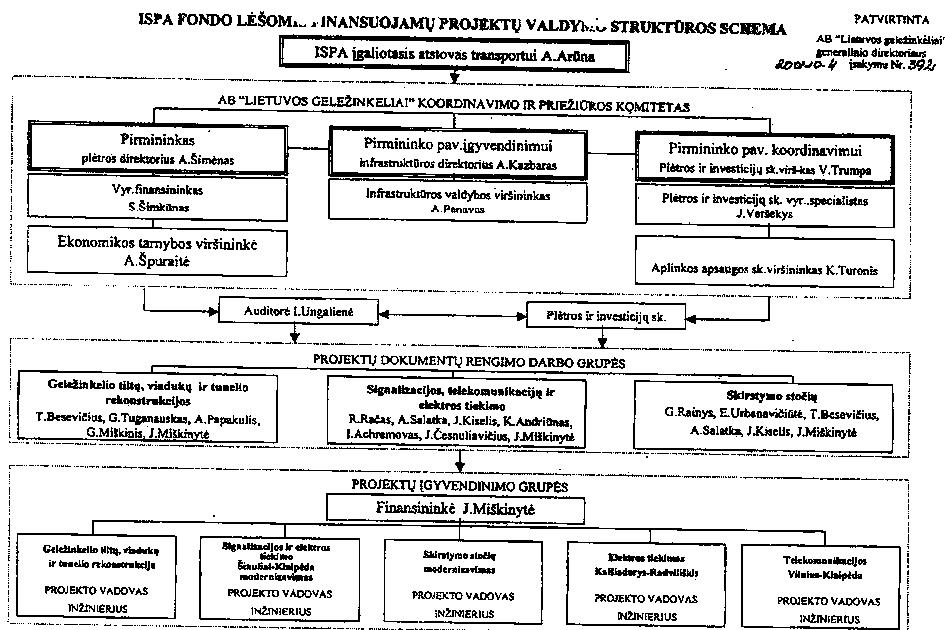 ISPA FONDO LĖŠOMIS FINANSUOJAMŲ PROJEKTŲ VALDYMO STRUKTŪROS SCHEMA
PATVIRTINTA
AB "Lietuvos geležinkeliai"
generalinio direktoriaus
įsakymu Nr. 392
ISPA įgaliotasis atstovas transportui A.Arūna
AB "LIETUVOS GELEŽINKELIAI" KOORDINAVIMO IR PRIEŽIŪROS KOMITETAS
Pirmininkas
plėtros direktorius A.Šimėnas
Pirmininko pav.įgyvendinimui
infrastruktūros direktorius A.Kazbaras
Pirmininko pav. koordinavimui
Plėtros ir investicijų sk.virš-kas V.Trumpa
Vyr.finansininkas
S.Šimkūnas
Infrastruktūros valdybos viršininkas
A.Penavas
Plėtros ir investicijų sk. vyr..specialistas
J.Veršekys
Ekonomikos tarnybos viršininkė
A.Špuraitė
Aplinkos apsaugos sk.viršininkas K.Turonis
Auditorė I.Ungalienė
Plėtros ir investicijų sk.
PROJEKTŲ DOKUMENTŲ RENGIMO DARBO GRUPĖS
Geležinkelio tiltų, viadukų ir tunelio
rekonstrukcijos
T.Besevičius, G.Tuganauskas, A.Papakulis,
G.Miškinis, J.Miškinytė
Signalizacijos, telekomunikacijų ir
elektros tiekimo
R.Račas, A.Salatka, J.Kiselis, K.Andriūnas,
I.Achremovas, J.Česnuliavičius, J.Miškinytė
Skirstymo stočių
G.Rainys, E.Urbanavičiūtė, T.Besevičius,
A.Salatka, J.Kiselis, J.Miškinytė
PROJEKTŲ ĮGYVENDINIMO GRUPĖS
Finansininkė J.Miškinytė
Geležinkelio tiltų, viadukų
ir tunelio rekonstrukcija
PROJEKTO VADOVAS
INŽINIERIUS
Signalizacijos ir elektros
tiekimo
Šiauliai-Klaipėda
modernizavimas
PROJEKTO VADOVAS
INŽINIERIUS
Skirstymo stočių
modernizavimas
PROJEKTO VADOVAS
INŽINIERIUS
Elektros tiekimas
Kaišiadorys-Radviliškis
PROJEKTO VADOVAS
INŽINIERIUS
Telekomunikacijos
Vilnius-Klaipėda
PROJEKTO VADOVAS
INŽINIERIUS